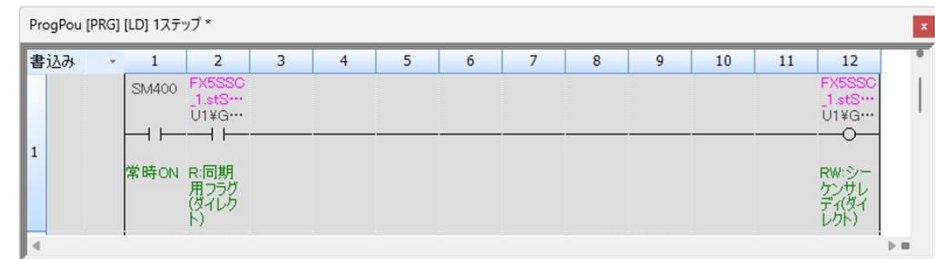 ProgPou [PRG] [LD] 1ステップ *
書込み 1 2 3 4 5 6 7 8 9 10 11 12
SM400 FX5SSC FX5SSC
_1.stS… _1.stS…
U1¥G… U1¥G…
1
常時ON R:同期 RW:シー
用フラグ ケンサレ
(ダイレク ディ(ダイ
ト) レクト)